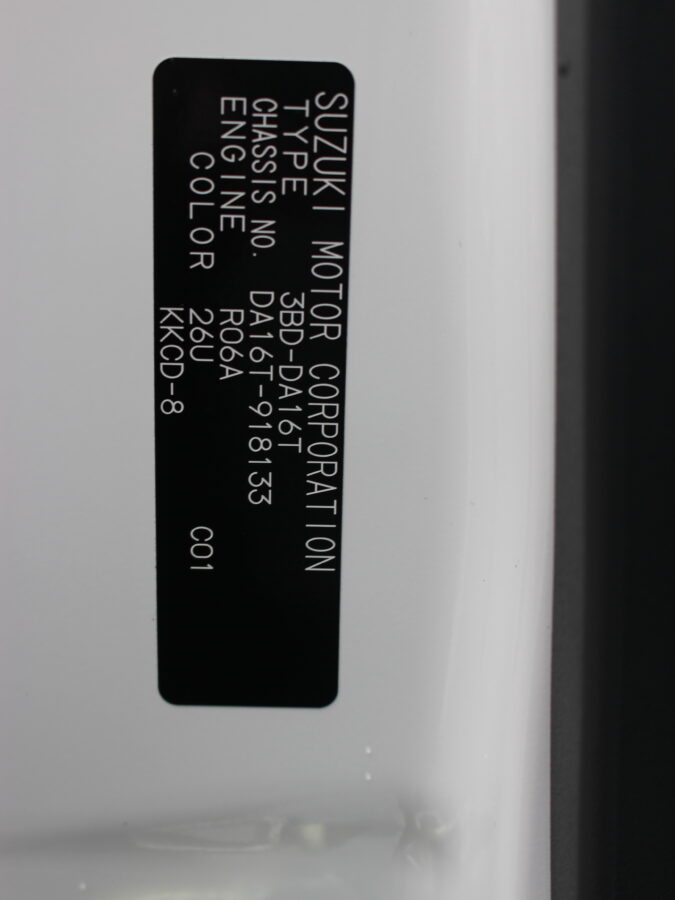 SUZUKI MOTOR CORPORATION
TYPE 3BD-DA16T
CHASSIS NO. DA16T-918133
ENGINE R06A
COLOR 26U C01
KKCD-8